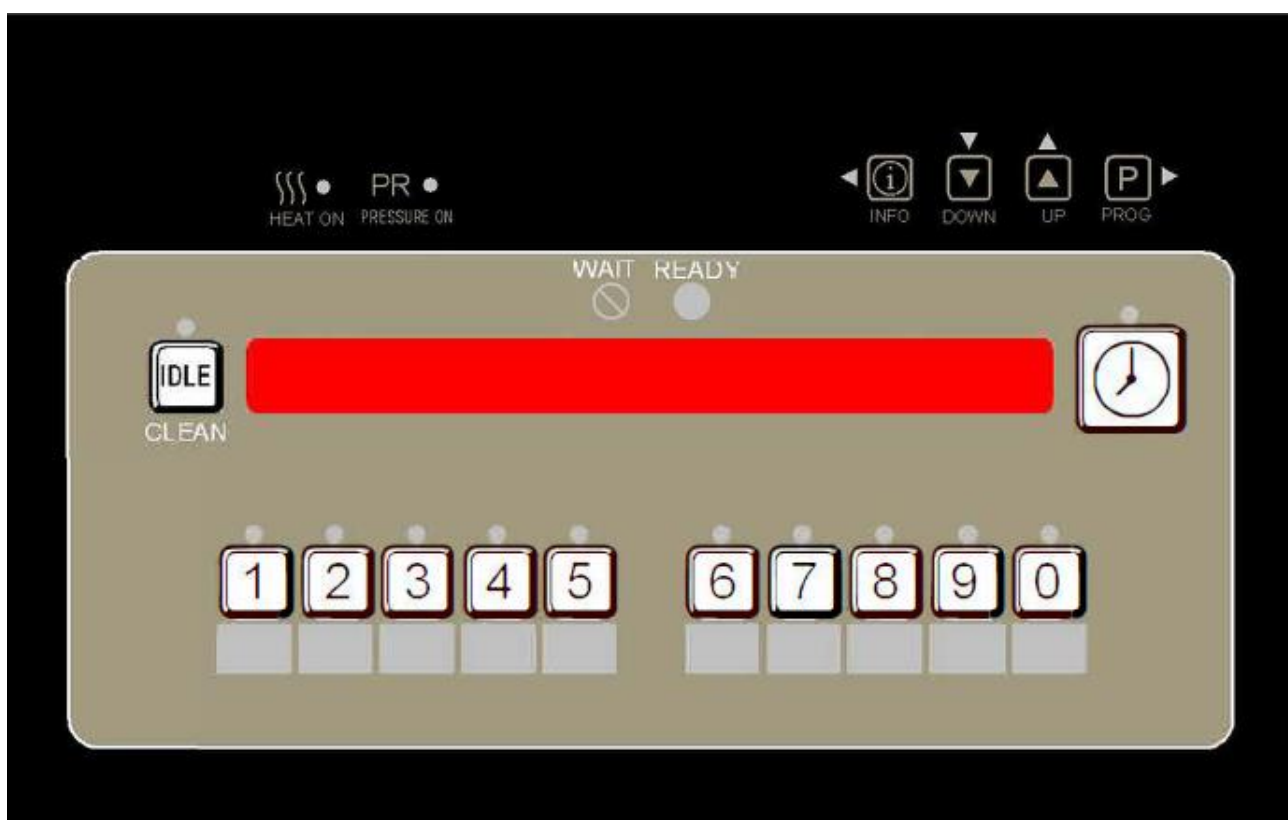 PR
HEAT ON PRESSURE ON
i P
INFO DOWN UP PROG
WAIT READY
IDLE
CLEAN
1 2 3 4 5 6 7 8 9 0